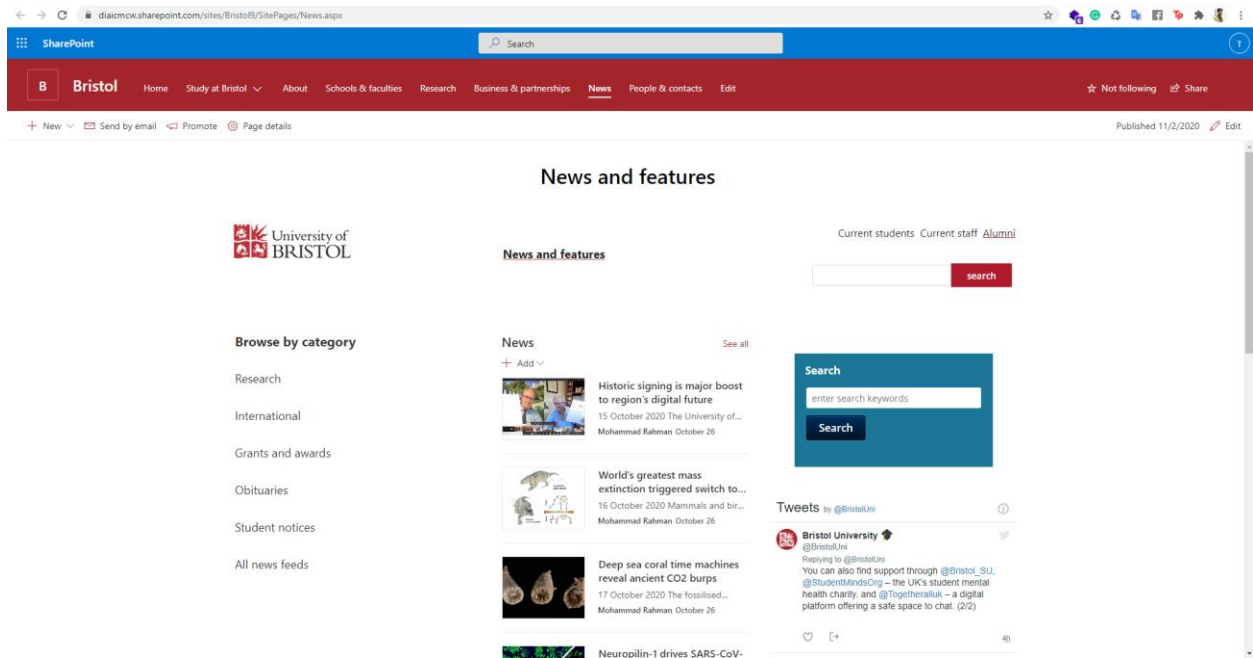 diaicmcw.sharepoint.com/sites/Bristol9/SitePages/News.aspx
SharePoint
Search
T
B
Bristol
Home Study at Bristol About Schools & faculties Research Business & partnerships News People & contacts Edit
Not following Share
New Send by email Promote Page details
Published 11/2/2020 Edit
News and features
University of
BRISTOL
News and features
Current students Current staff Alumni
search
Browse by category
Research
International
Grants and awards
Obituaries
Student notices
All news feeds
News
See all
Add
Historic signing is major boost
to region's digital future
15 October 2020 The University of...
Mohammad Rahman October 26
World's greatest mass
extinction triggered switch to...
16 October 2020 Mammals and bir...
Mohammad Rahman October 26
Deep sea coral time machines
reveal ancient CO2 burps
17 October 2020 The fossilised...
Mohammad Rahman October 26
Neuropilin-1 drives SARS-CoV-
Search
enter search keywords
Search
Tweets by @BristolUni
Bristol University
@BristolUni
Replying to @BristolUni
You can also find support through @Bristol_SU,
@StudentMindsOrg – the UK's student mental
health charity, and @Togetheralluk – a digital
platform offering a safe space to chat. (2/2)
4h